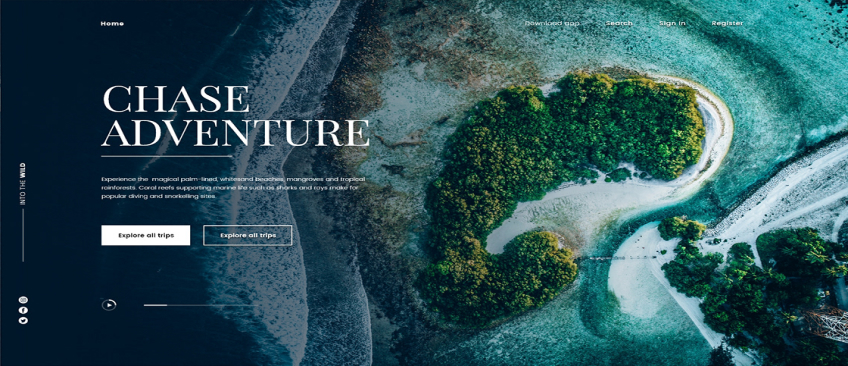 Home
Download app
Search
Sign in
Register
CHASE
ADVENTURE
Experience the magical palm-lined, whitesand beaches, mangroves and tropical
rainforests. Coral reefs supporting marine life such as sharks and rays make for
popular diving and snorkelling sites.
Explore all trips
Explore all trips
INTO THE WILD